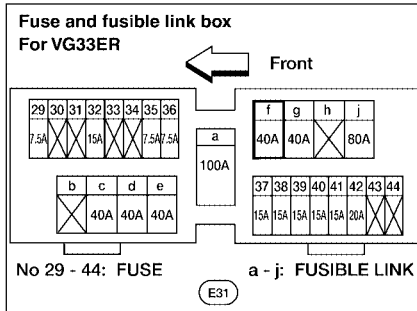 Fuse and fusible link box
For VG33ER
Front
29 30 31 32 33 34 35 36
7.5A 15A 7.5A 7.5A
a
100A
f g h j
40A 40A 80A
b c d e
40A 40A 40A
37 38 39 40 41 42 43 44
15A 15A 15A 15A 15A 20A
No 29 - 44: FUSE
a - j: FUSIBLE LINK
E31